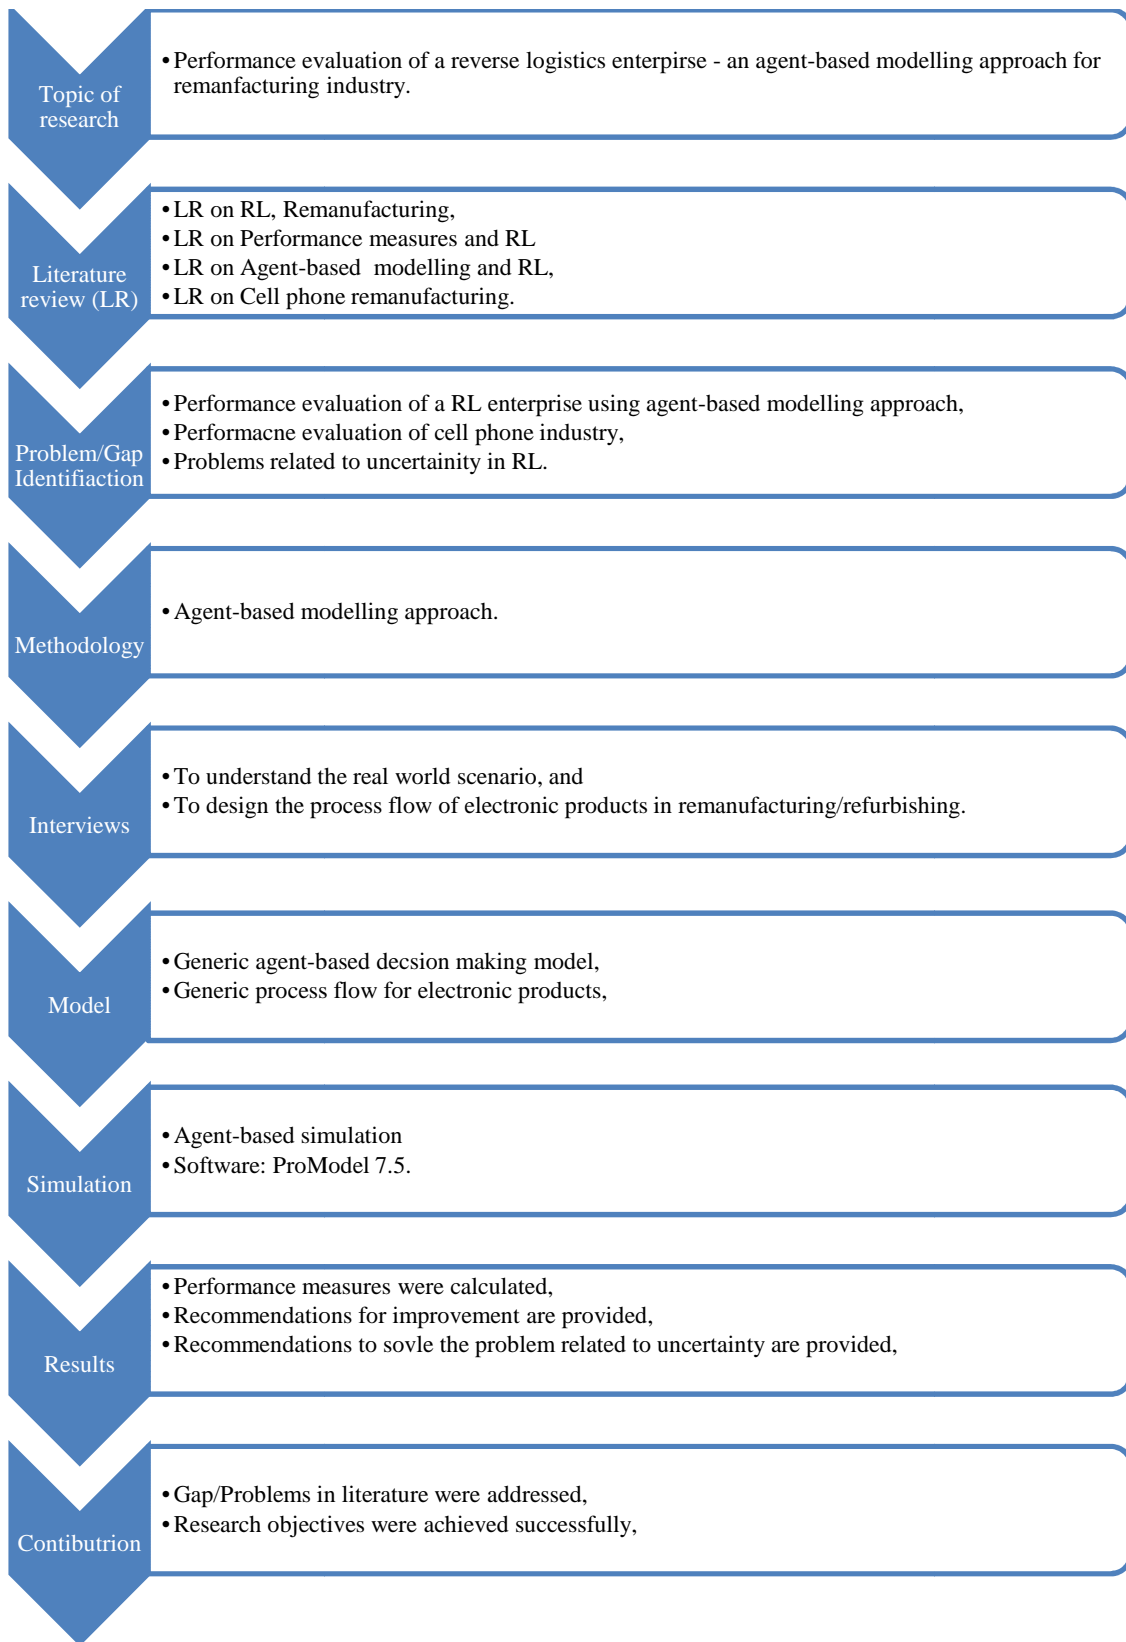 Topic of
research
• Performance evaluation of a reverse logistics enterpirse - an agent-based modelling approach for
remanfacturing industry.
Literature
review (LR)
• LR on RL, Remanufacturing,
• LR on Performance measures and RL
• LR on Agent-based modelling and RL,
• LR on Cell phone remanufacturing.
Problem/Gap
Identifiaction
• Performance evaluation of a RL enterprise using agent-based modelling approach,
• Performacne evaluation of cell phone industry,
• Problems related to uncertainity in RL.
Methodology
• Agent-based modelling approach.
Interviews
• To understand the real world scenario, and
• To design the process flow of electronic products in remanufacturing/refurbishing.
Model
• Generic agent-based decsion making model,
• Generic process flow for electronic products,
Simulation
• Agent-based simulation
• Software: ProModel 7.5.
Results
• Performance measures were calculated,
• Recommendations for improvement are provided,
• Recommendations to sovle the problem related to uncertainty are provided,
Contibutrion
• Gap/Problems in literature were addressed,
• Research objectives were achieved successfully,